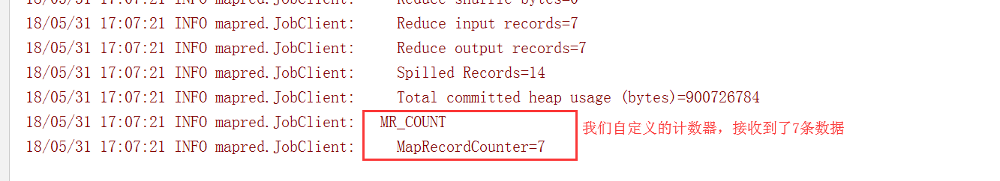 18/05/31 17:07:21 INFO mapred.JobClient:     Reduce shuffle bytes=0
18/05/31 17:07:21 INFO mapred.JobClient:     Reduce input records=7
18/05/31 17:07:21 INFO mapred.JobClient:     Reduce output records=7
18/05/31 17:07:21 INFO mapred.JobClient:     Spilled Records=14
18/05/31 17:07:21 INFO mapred.JobClient:     Total committed heap usage (bytes)=900726784
18/05/31 17:07:21 INFO mapred.JobClient:   MR_COUNT
我们自定义的计数器，接收到了7条数据
18/05/31 17:07:21 INFO mapred.JobClient:     MapRecordCounter=7